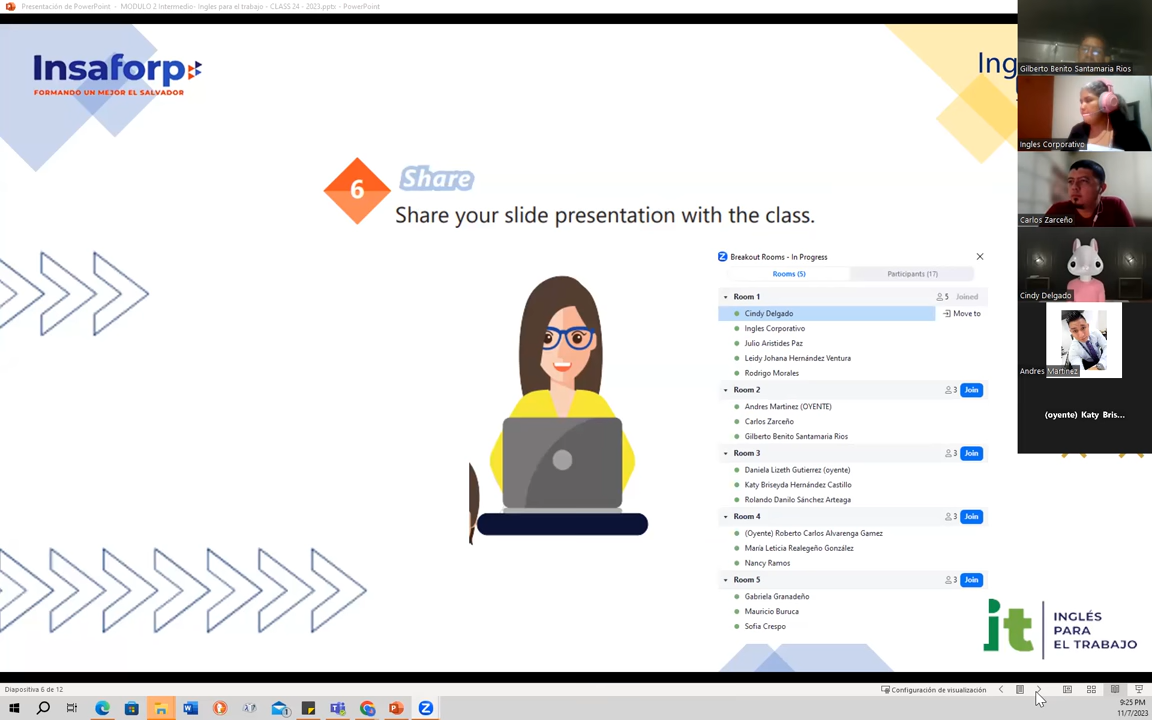 Presentación de PowerPoint - MODULO 2 Intermedio- Ingles para el trabajo - CLASS 24 - 2023.pptx - PowerPoint
Insaforp
FORMANDO UN MEJOR EL SALVADOR
Ing
6
Share
Share your slide presentation with the class.
Breakout Rooms - In Progress
Rooms (5)
Participants (17)
Room 1
5 Joined
Cindy Delgado
Move to
Ingles Corporativo
Julio Aristides Paz
Leidy Johana Hernández Ventura
Rodrigo Morales
Room 2
3 Join
Andres Martinez (OYENTE)
Carlos Zarceño
Gilberto Benito Santamaria Rios
Room 3
3 Join
Daniela Lizeth Gutierrez (oyente)
Katy Briseyda Hernández Castillo
Rolando Danilo Sánchez Arteaga
Room 4
3 Join
(Oyente) Roberto Carlos Alvarenga Gamez
María Leticia Realegeño González
Nancy Ramos
Room 5
3 Join
Gabriela Granadeño
Mauricio Buruca
Sofia Crespo
Gilberto Benito Santamaria Rios
Ingles Corporativo
Carlos Zarceño
Cindy Delgado
Andres Martinez
(oyente) Katy Bris...
it
INGLÉS
PARA
EL TRABAJO
Diapositiva 6 de 12
Configuración de visualización
9:25 PM
11/7/2023